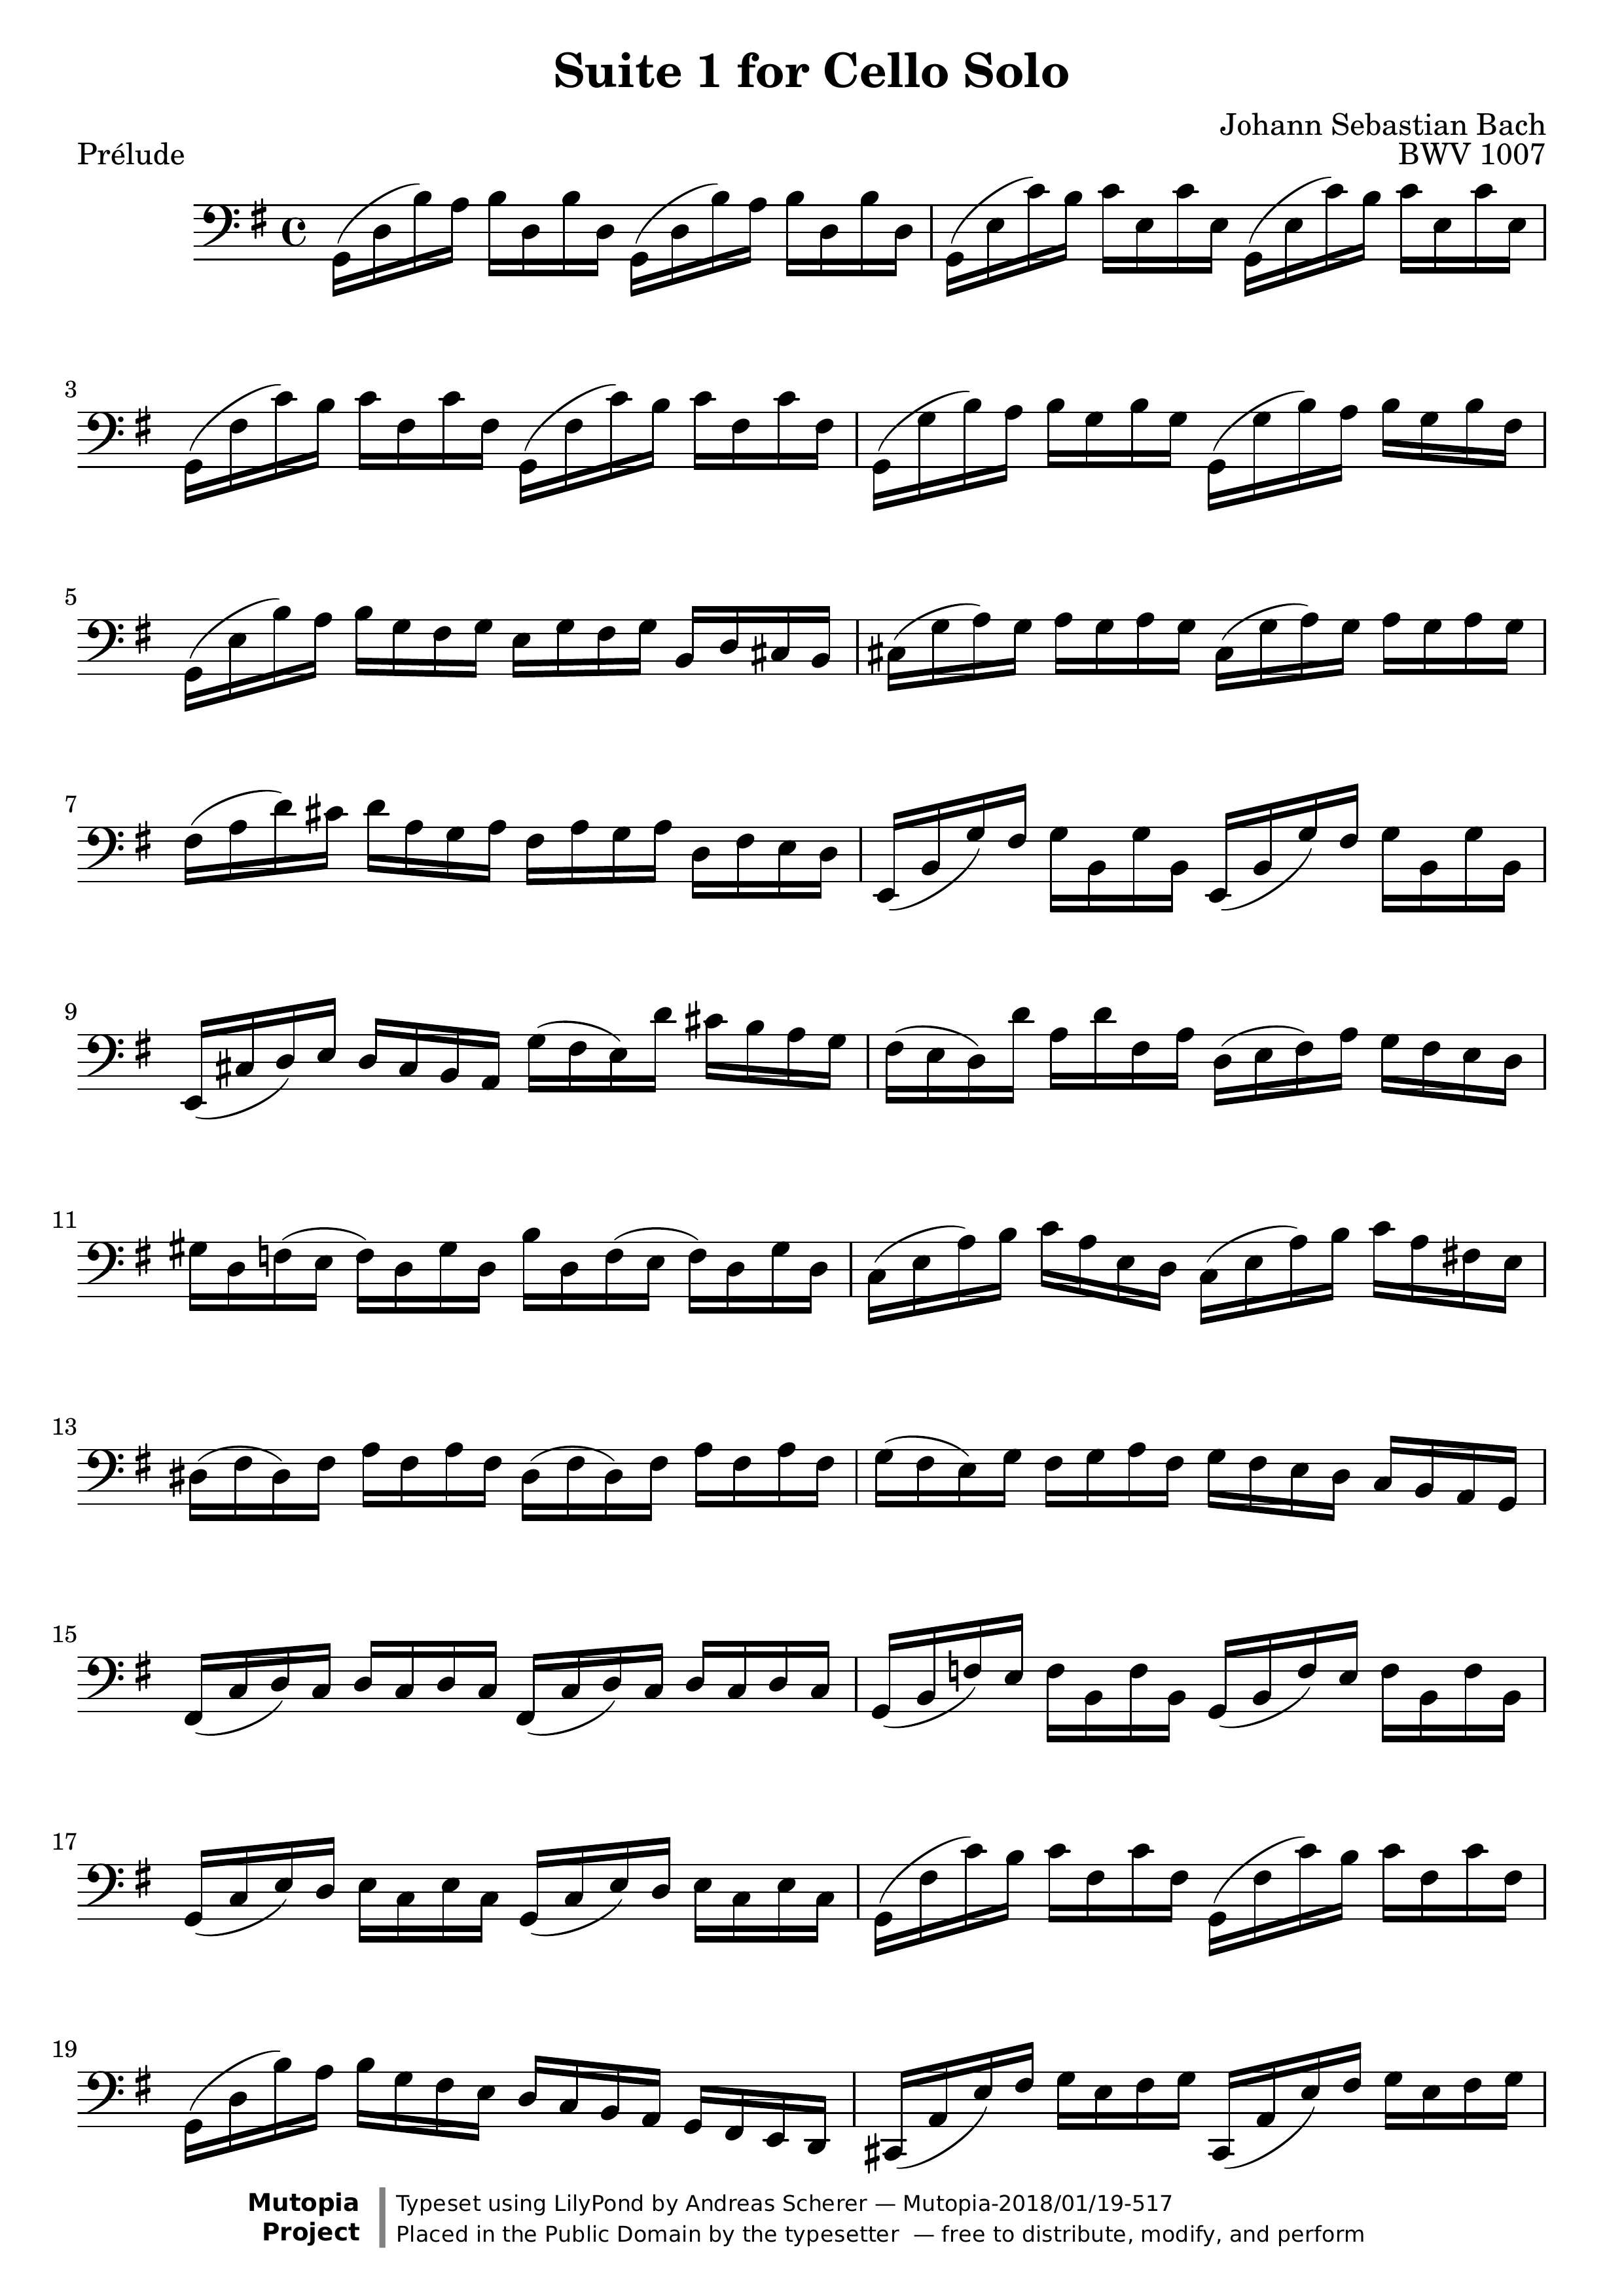 Suite 1 for Cello Solo
Johann Sebastian Bach
Prélude
BWV 1007
3
5
7
9
11
13
15
17
19
Mutopia Project
Typeset using LilyPond by Andreas Scherer — Mutopia-2018/01/19-517
Placed in the Public Domain by the typesetter — free to distribute, modify, and perform